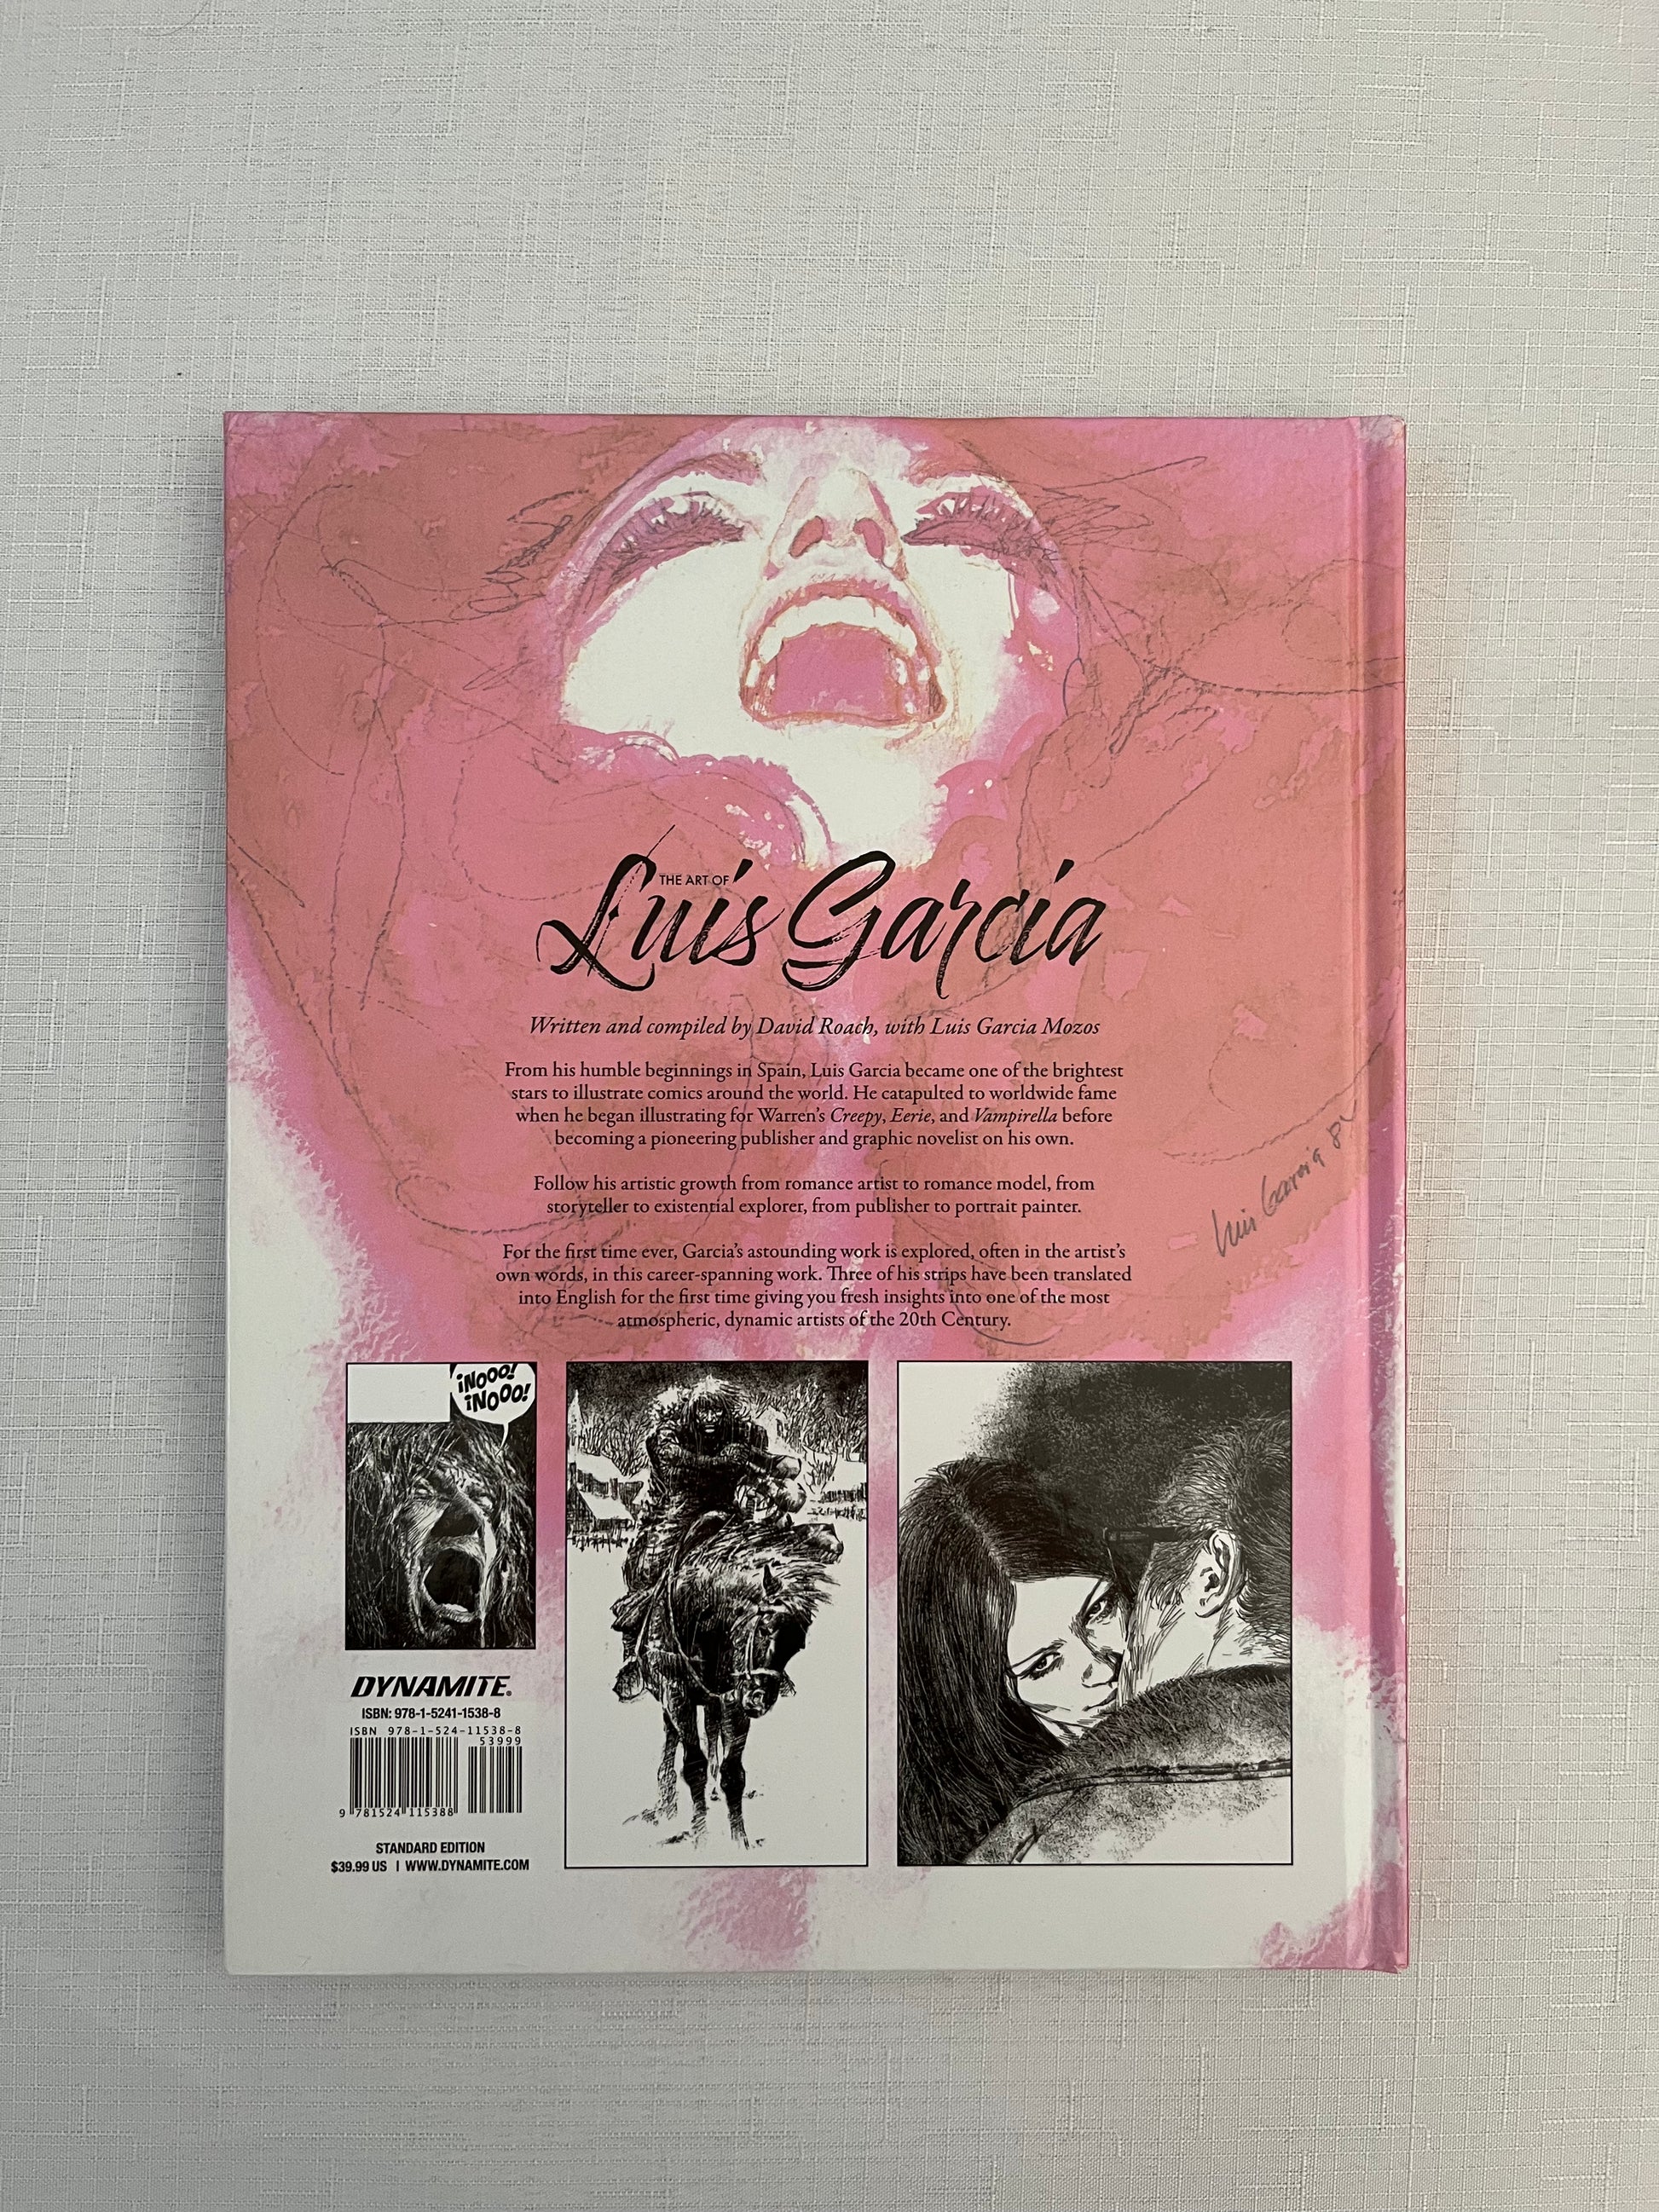 THE ART OF
Luis Garcia
Written and compiled by David Roach, with Luis Garcia Mozos
From his humble beginnings in Spain, Luis Garcia became one of the brightest
stars to illustrate comics around the world. He catapulted to worldwide fame
when he began illustrating for Warren's Creepy, Eerie, and Vampirella before
becoming a pioneering publisher and graphic novelist on his own.
Follow his artistic growth from romance artist to romance model, from
storyteller to existential explorer, from publisher to portrait painter.
For the first time ever, Garcia's astounding work is explored, often in the artist's
own words, in this career-spanning work. Three of his strips have been translated
into English for the first time giving you fresh insights into one of the most
atmospheric, dynamic artists of the 20th Century.
Luis Garcia
¡NOOO!
¡NOOO!
DYNAMITE.
ISBN: 978-1-5241-1538-8
ISBN 978-1-524-11538-8
53999
9 781524 115388
STANDARD EDITION
$39.99 US | WWW.DYNAMITE.COM